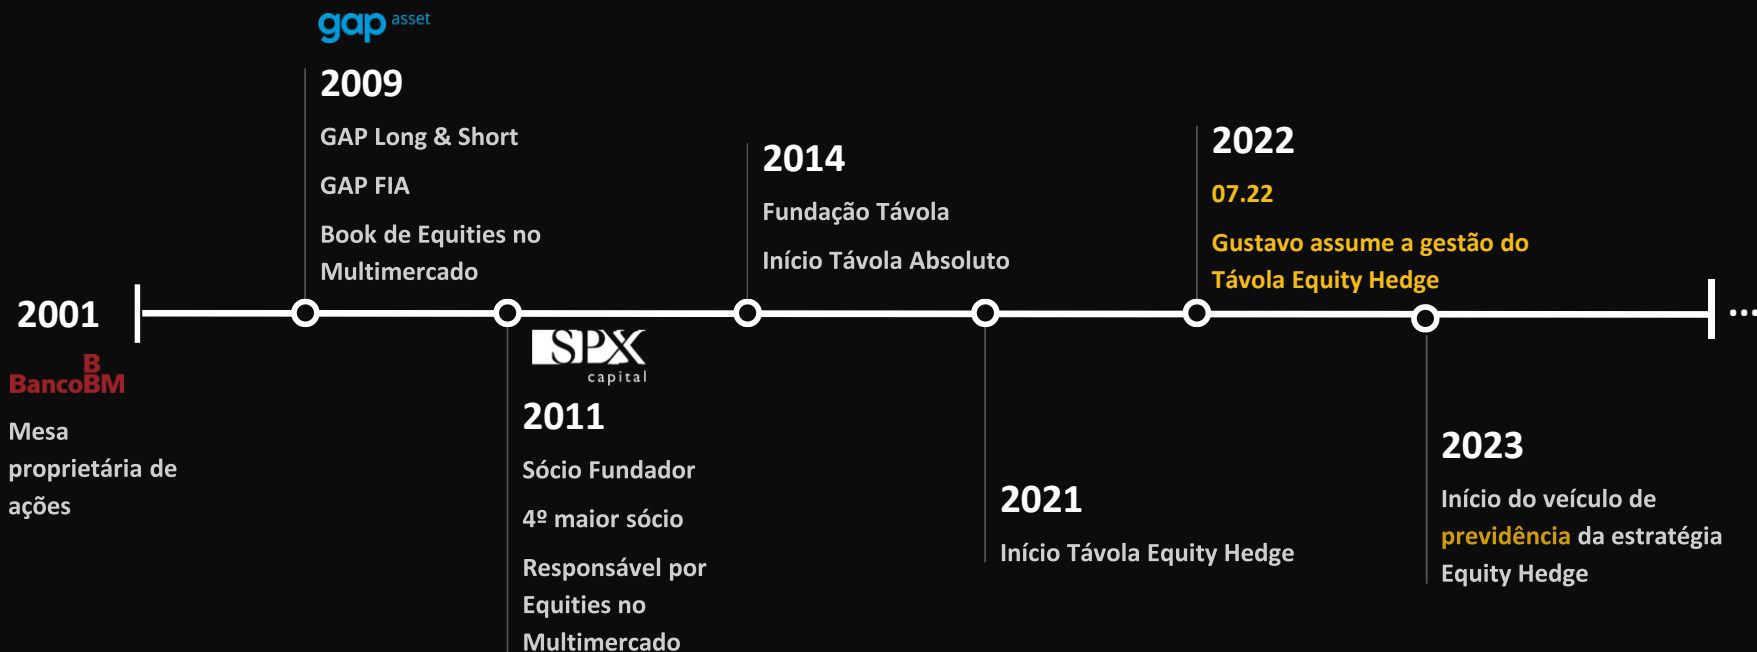 2001
B
BancoBM
Mesa
proprietária de
ações
gap asset
2009
GAP Long & Short
GAP FIA
Book de Equities no
Multimercado
SPX
capital
2011
Sócio Fundador
4º maior sócio
Responsável por
Equities no
Multimercado
2014
Fundação Távola
Início Távola Absoluto
2021
Início Távola Equity Hedge
2022
07.22
Gustavo assume a gestão do
Távola Equity Hedge
2023
Início do veículo de
previdência da estratégia
Equity Hedge
...